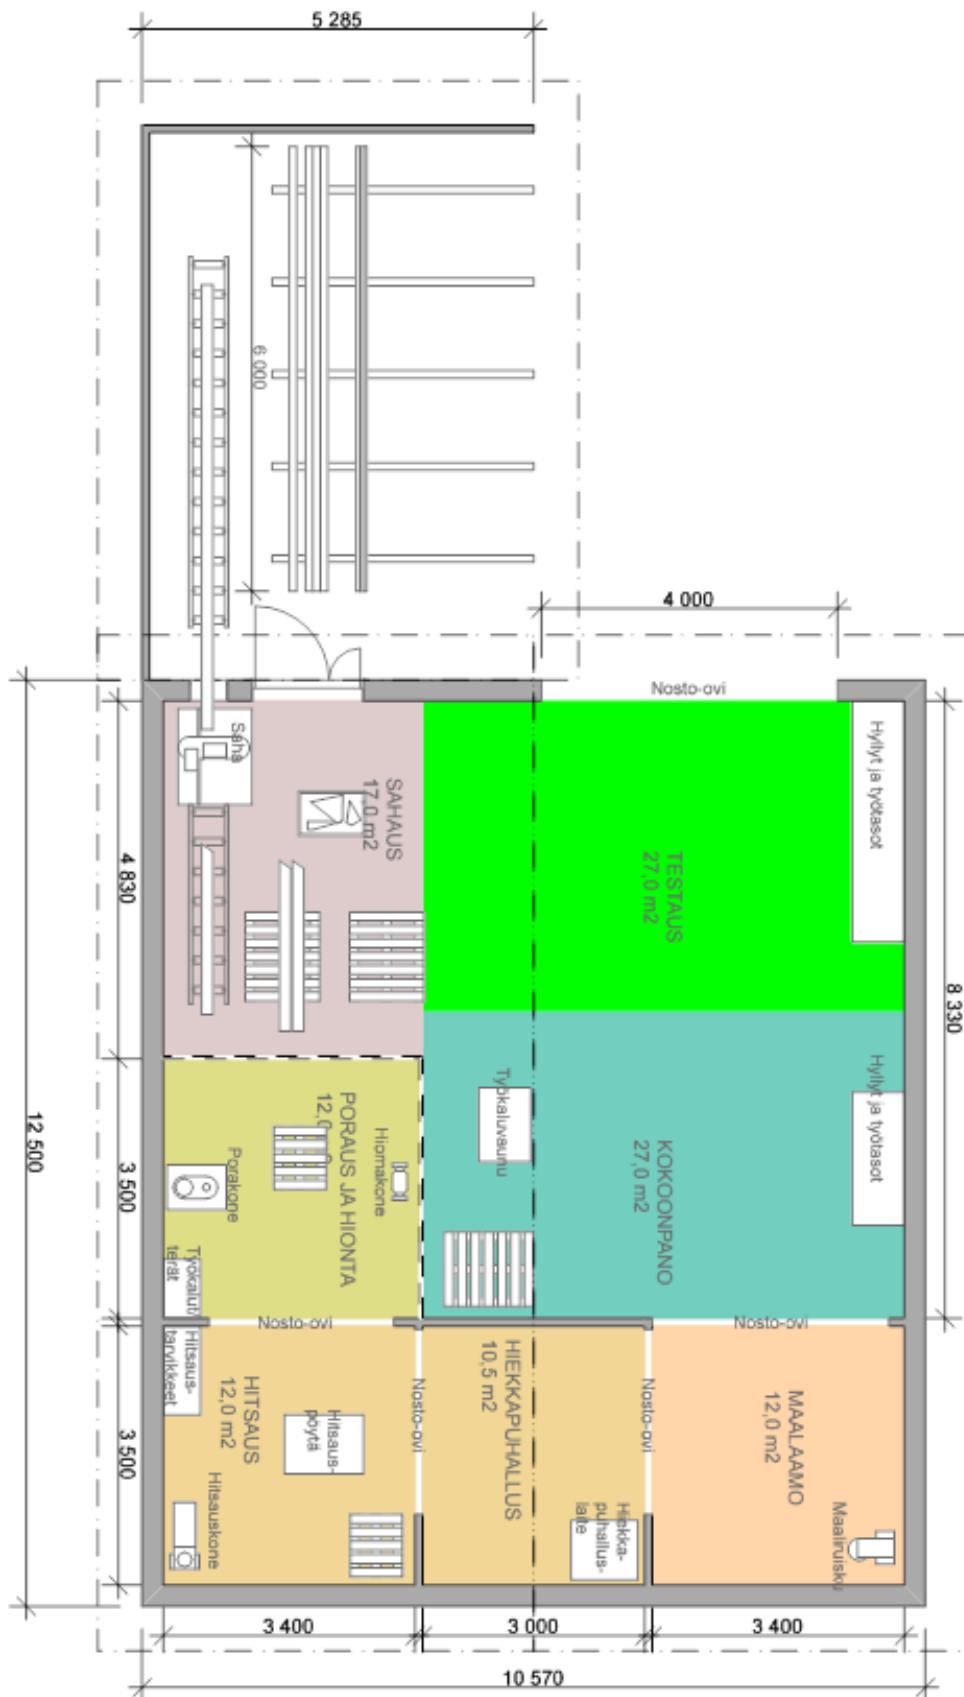 5 285
6 000
4 000
Nosto-ovi
Saha
SAHAUS
17,0 m2
Hyllyt ja työtasot
TESTAUS
27,0 m2
4 830
8 330
12 500
3 500
PORAUS JA HIONTA
12,0
Hiomakone
Porakone
Työkalut/
terät
Työkaluvaunu
KOKOONPANO
27,0 m2
Hyllyt ja työtasot
Nosto-ovi
Nosto-ovi
Hitsaus-
tarvikkeet
HITSAUS
12,0 m2
Hitsaus-
pöytä
Hitsauskone
3 500
Nosto-ovi
HIEKKAPUHALLUS
10,5 m2
Hiekka-
puhallus-
laite
Nosto-ovi
MAALAAMO
12,0 m2
Maaliruisku
3 400
3 000
3 400
10 570